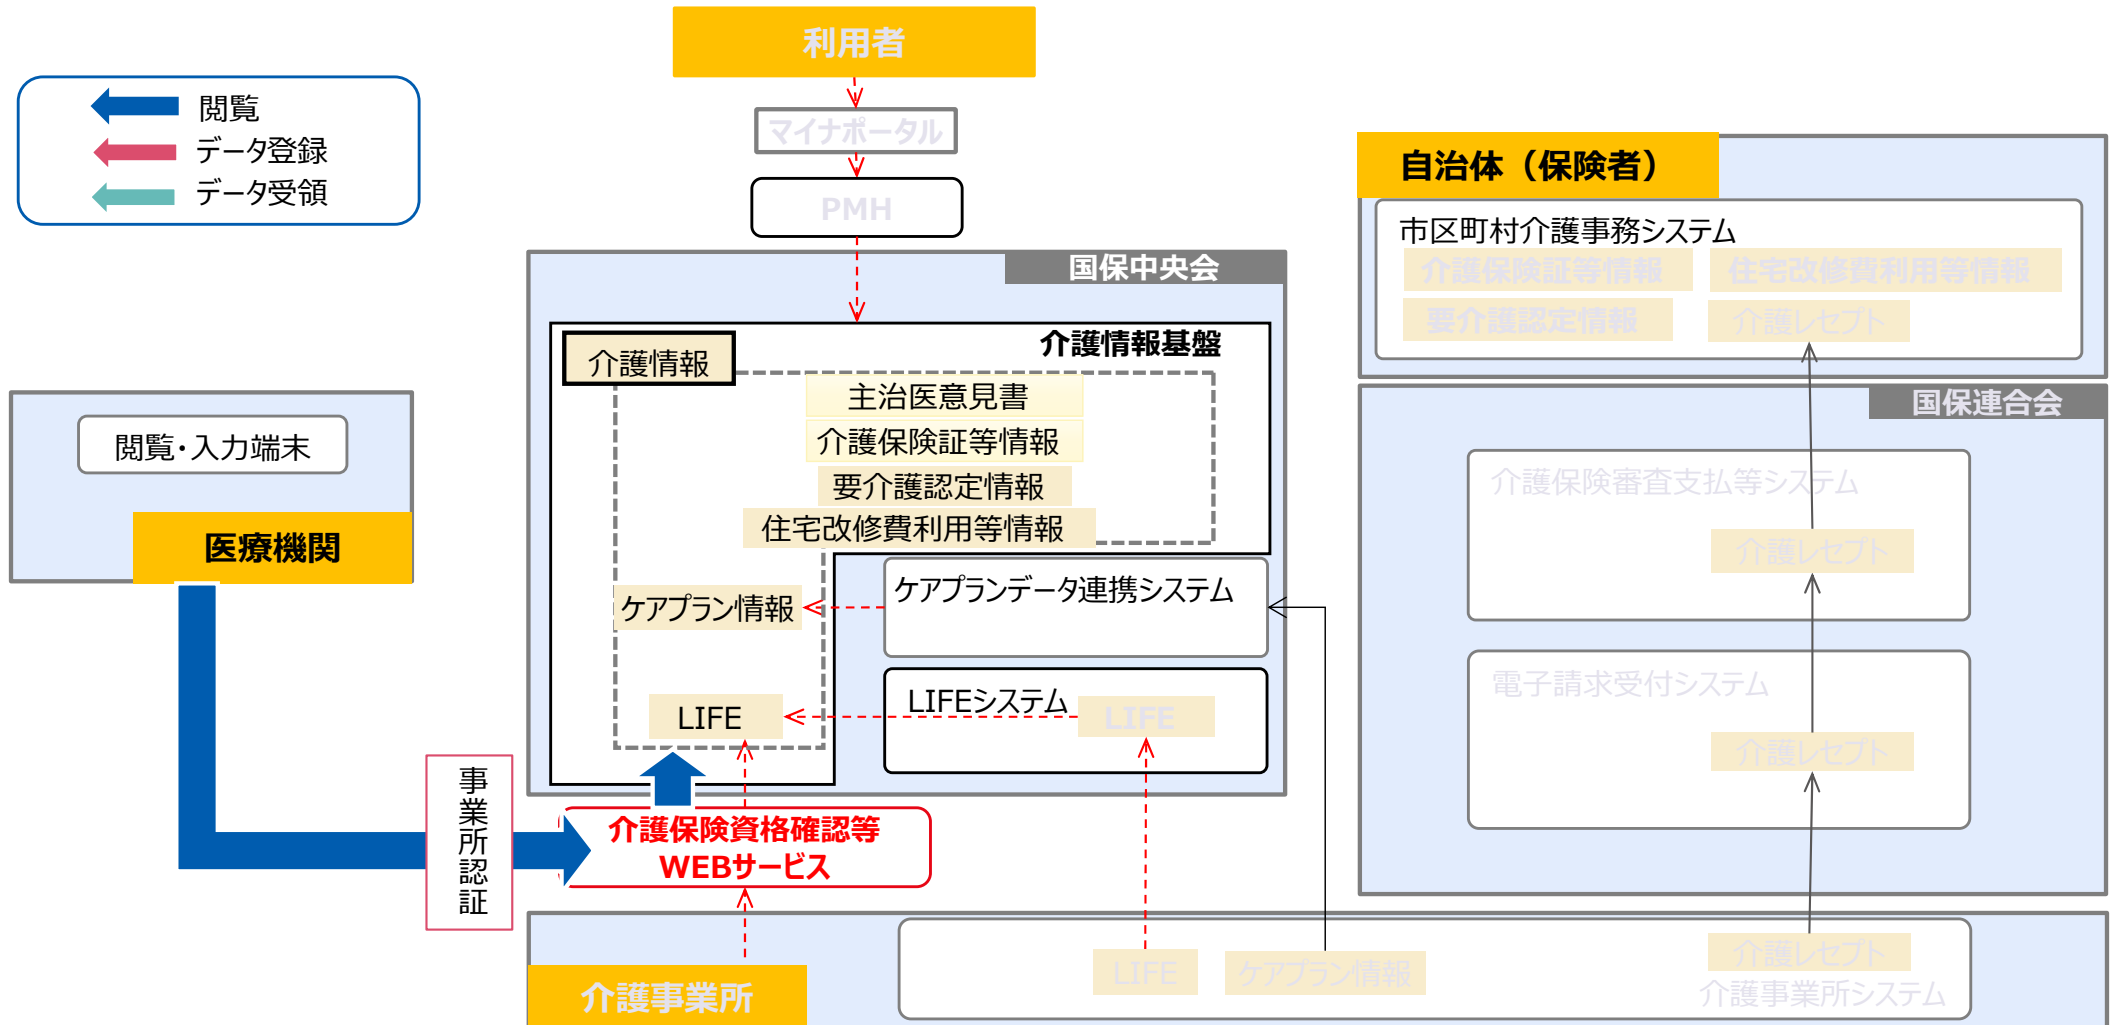 利用者
閲覧
データ登録
データ受領
マイナポータル
PMH
国保中央会
介護情報基盤
介護情報
主治医意見書
介護保険証等情報
要介護認定情報
住宅改修費利用等情報
ケアプラン情報
ケアプランデータ連携システム
LIFE
LIFEシステム
LIFE
閲覧・入力端末
医療機関
事業所認証
介護保険資格確認等
WEBサービス
自治体（保険者）
市区町村介護事務システム
介護保険証等情報
住宅改修費利用等情報
要介護認定情報
介護レセプト
国保連合会
介護保険審査支払等システム
介護レセプト
電子請求受付システム
介護レセプト
介護事業所
LIFE
ケアプラン情報
介護レセプト
介護事業所システム